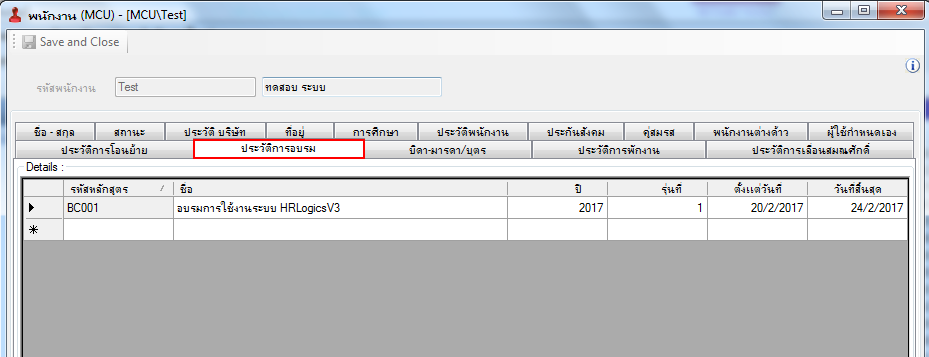 พนักงาน (MCU) - [MCU\Test]
Save and Close
รหัสพนักงาน Test ทดสอบ ระบบ
ชื่อ - สกุล สถานะ ประวัติ บริษัท ที่อยู่ การศึกษา ประวัติพนักงาน ประกันสังคม คู่สมรส พนักงานต่างด้าว ผู้ใช้กำหนดเอง
ประวัติการโอนย้าย ประวัติการอบรม บิดา-มารดา/บุตร ประวัติการพักงาน ประวัติการเลื่อนสมณศักดิ์
Details :
รหัสหลักสูตร ชื่อ ปี รุ่นที่ ตั้งแต่วันที่ วันที่สิ้นสุด
BC001 อบรมการใช้งานระบบ HRLogicsV3 2017 1 20/2/2017 24/2/2017